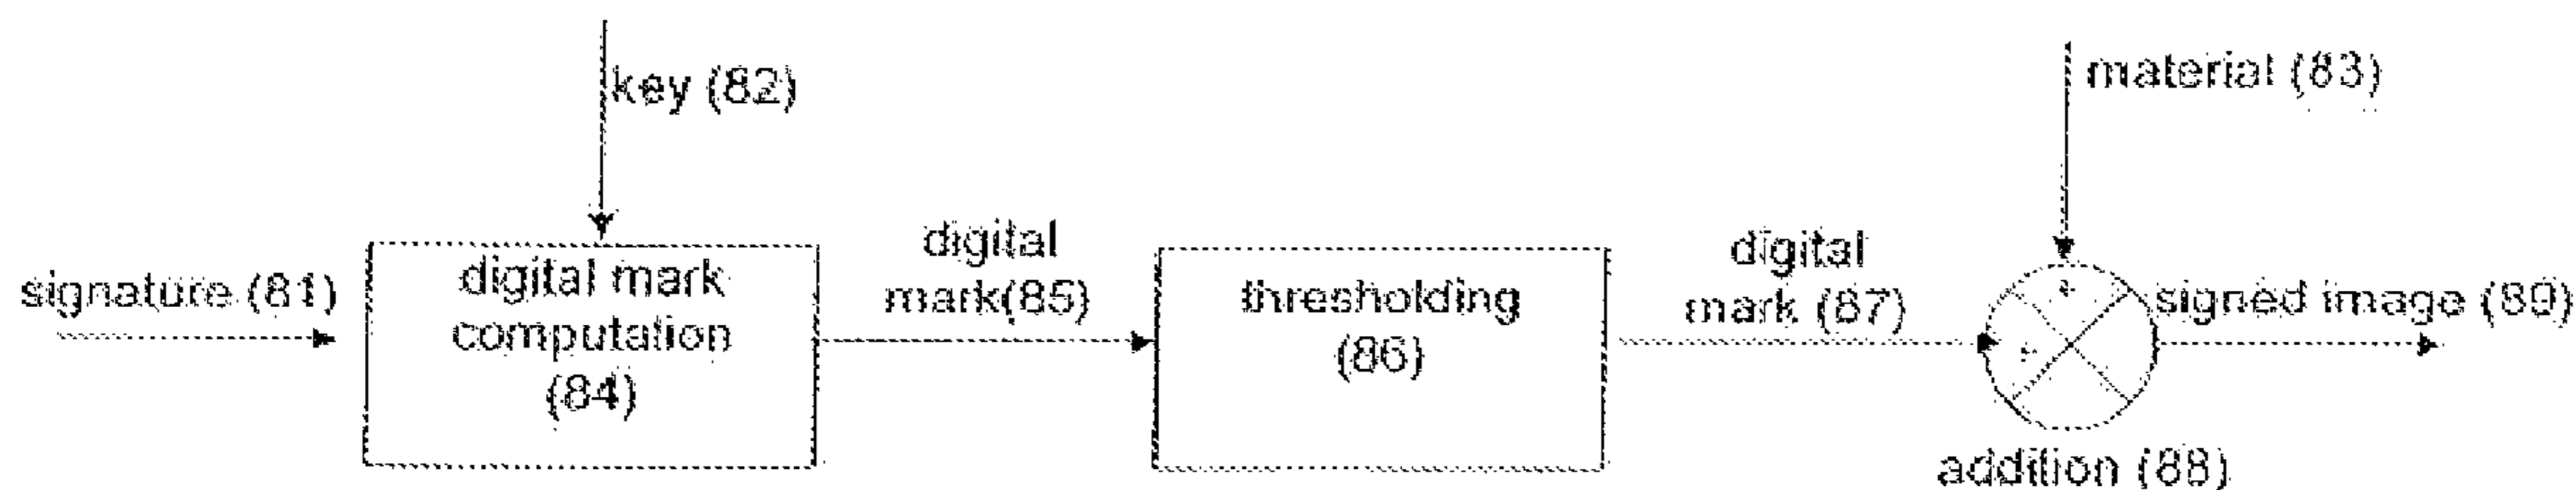 key (82)
material (83)
signature (81)
digital mark
computation
(84)
digital
mark(85)
thresholding
(86)
digital
mark (87)
signed image (89)
addition (88)